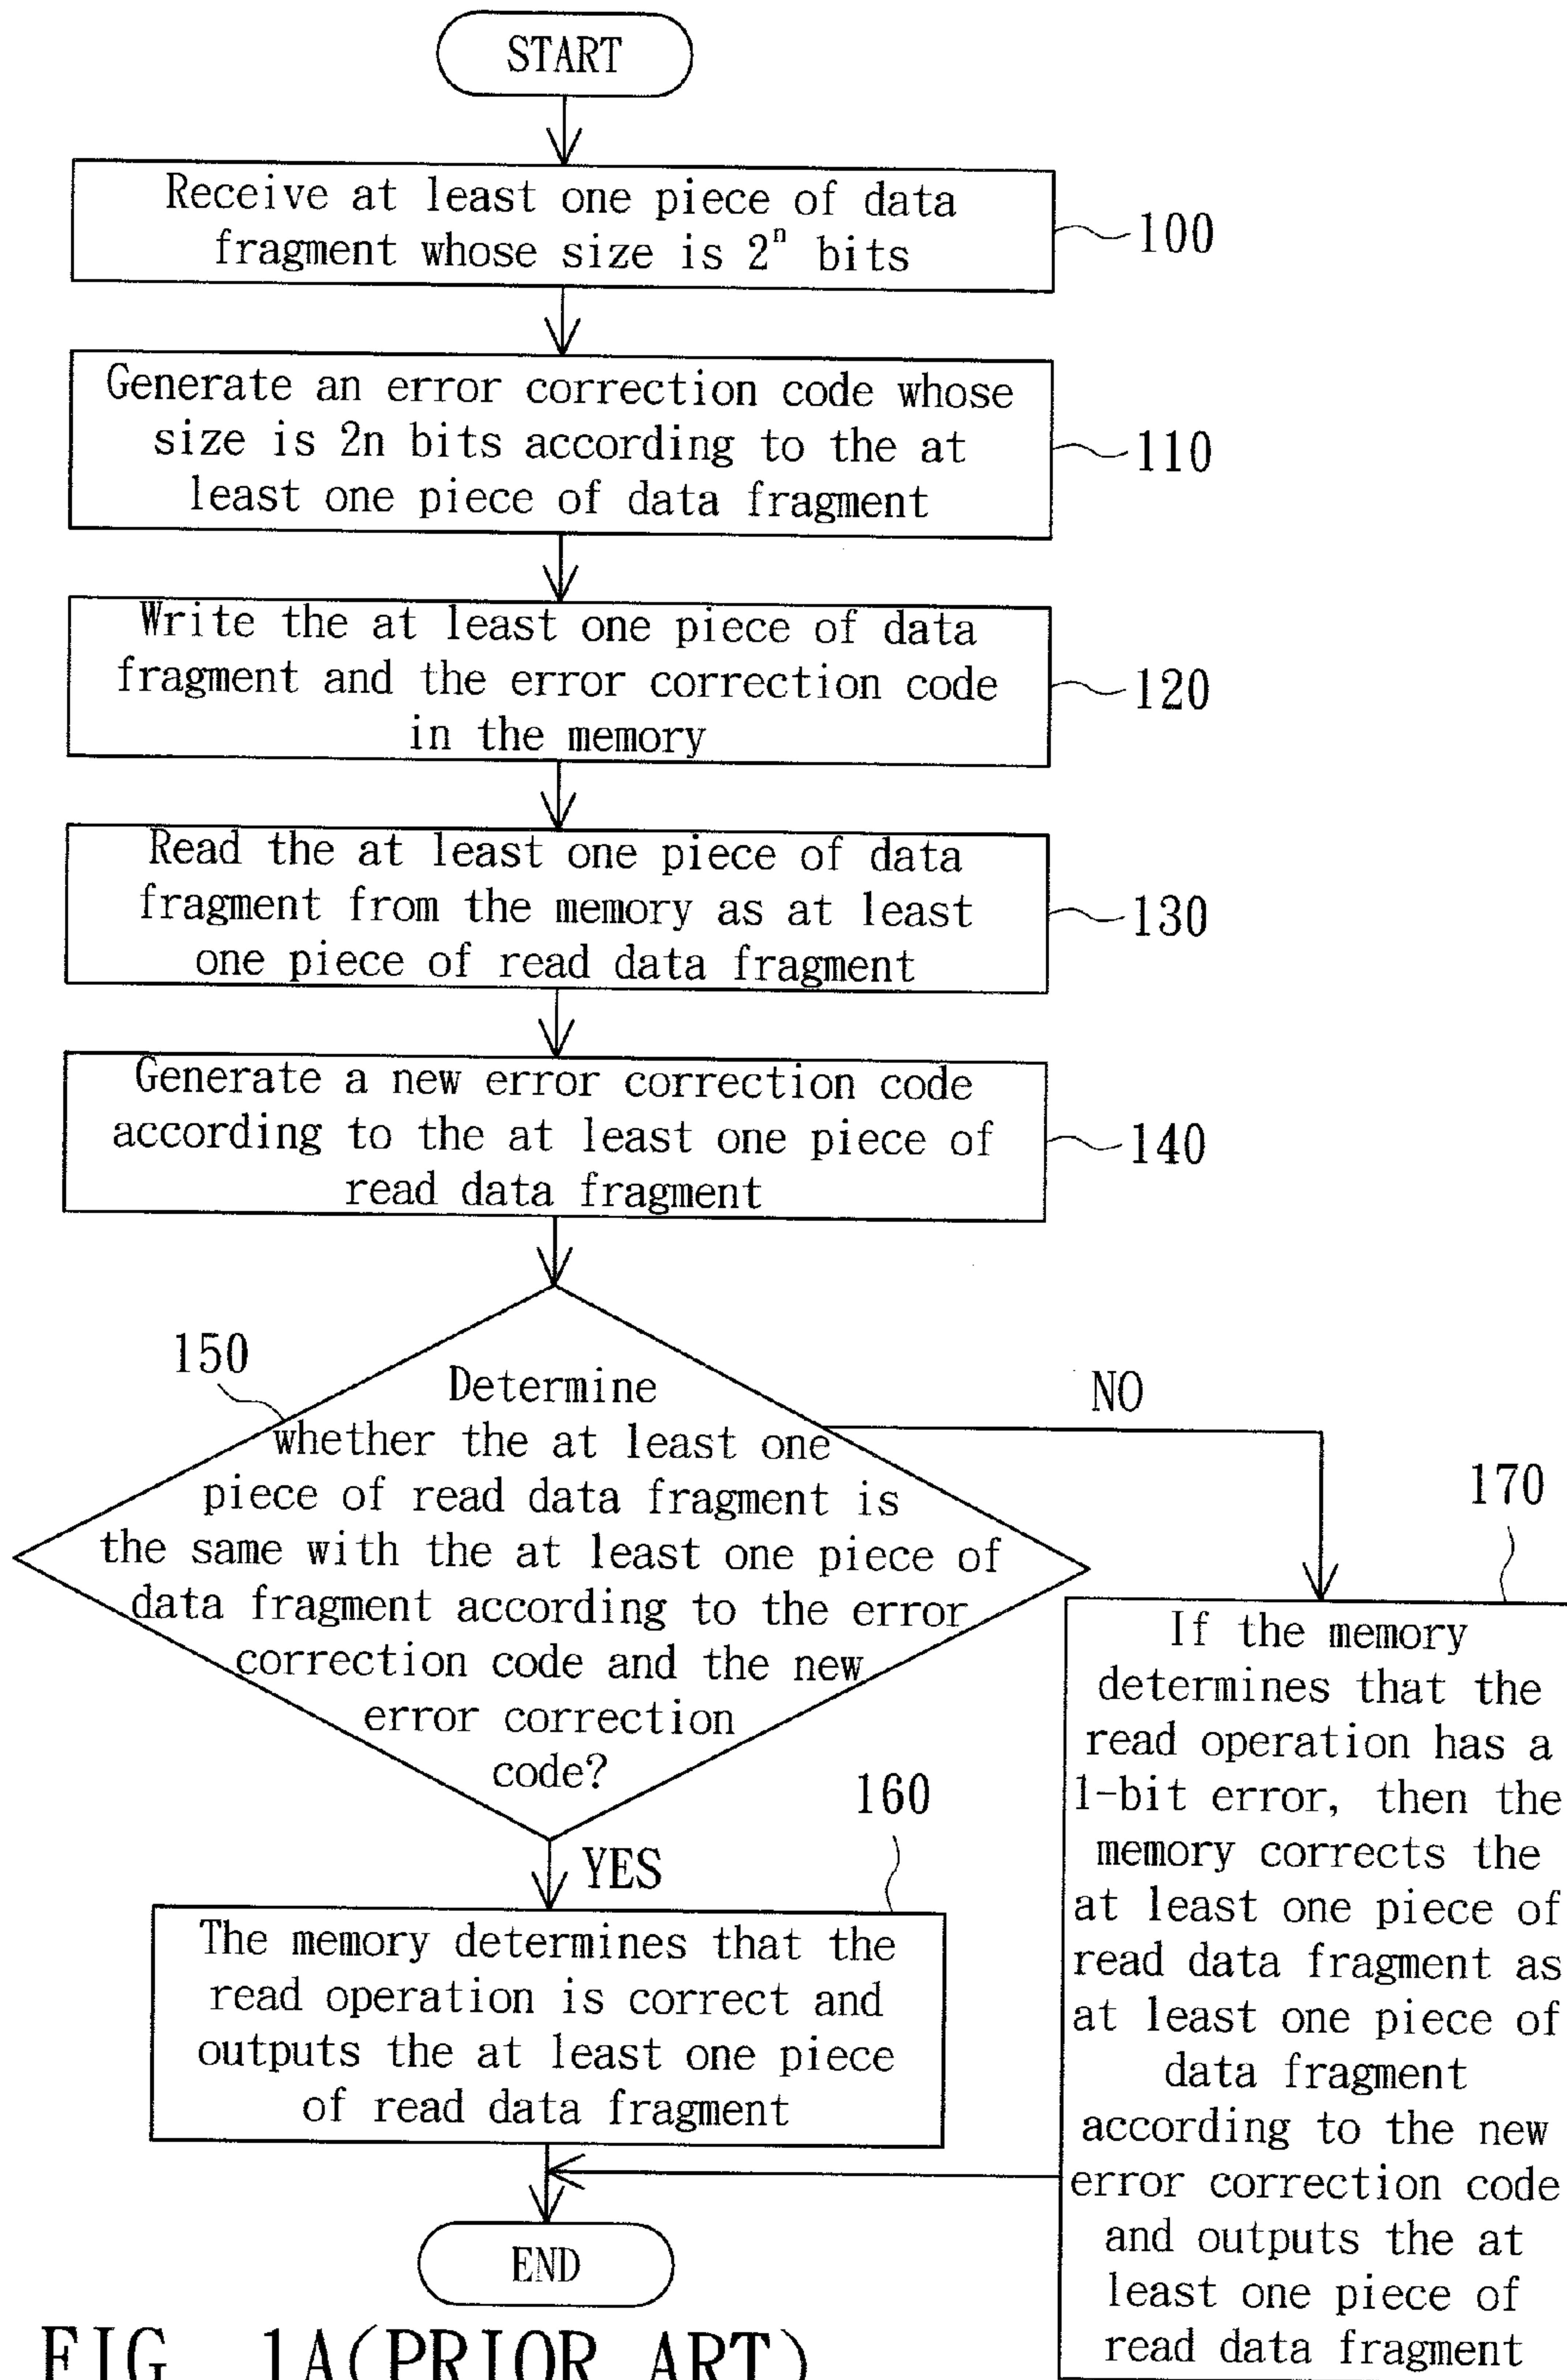 START
Receive at least one piece of data
fragment whose size is 2ⁿ bits
100
Generate an error correction code whose
size is 2n bits according to the at
least one piece of data fragment
110
Write the at least one piece of data
fragment and the error correction code
in the memory
120
Read the at least one piece of data
fragment from the memory as at least
one piece of read data fragment
130
Generate a new error correction code
according to the at least one piece of
read data fragment
140
150
Determine
whether the at least one
piece of read data fragment is
the same with the at least one piece of
data fragment according to the error
correction code and the new
error correction
code?
NO
YES
160
The memory determines that the
read operation is correct and
outputs the at least one piece
of read data fragment
170
If the memory
determines that the
read operation has a
1-bit error, then the
memory corrects the
at least one piece of
read data fragment as
at least one piece of
data fragment
according to the new
error correction code
and outputs the at
least one piece of
read data fragment
END
FIG. 1A(PRIOR ART)